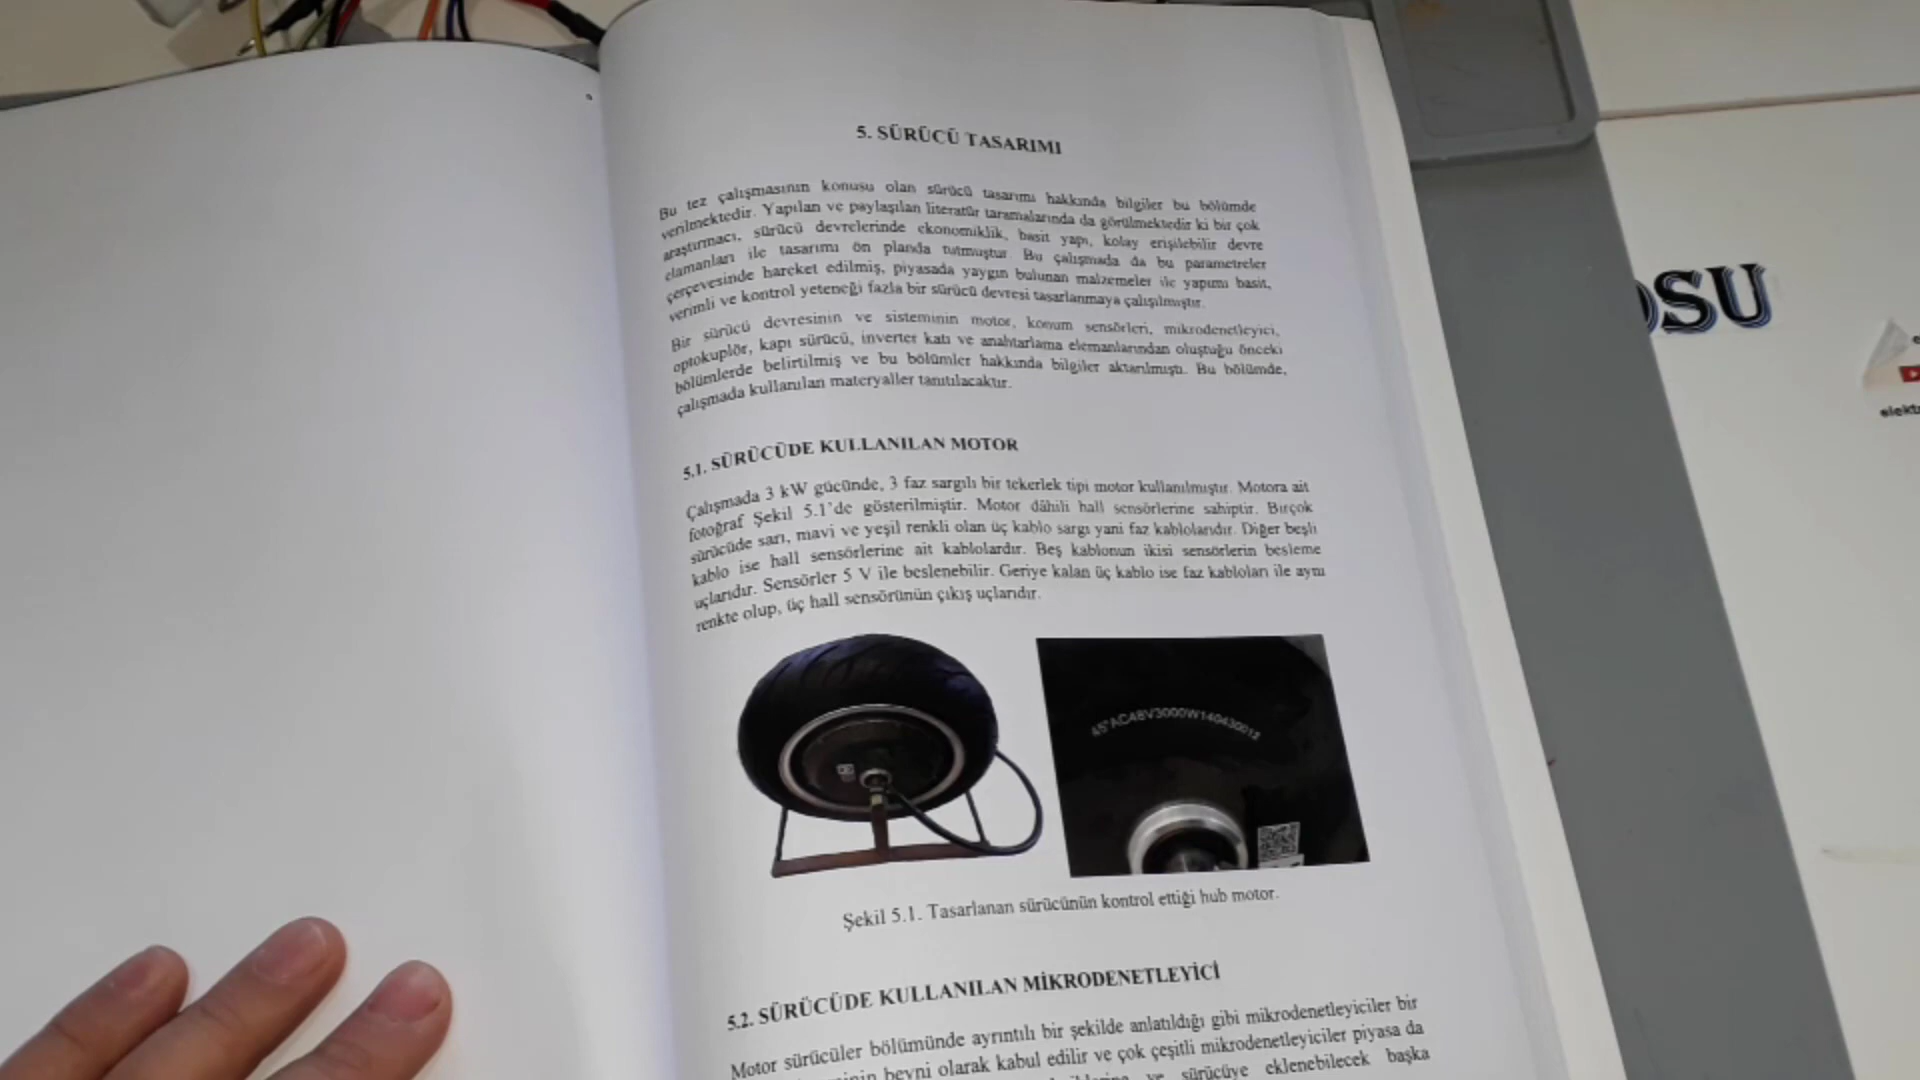 5. SÜRÜCÜ TASARIMI
Bu tez çalışmasının konusu olan sürücü tasarımı hakkında bilgiler bu bölümde
verilmektedir. Yapılan ve paylaşılan literatür taramalarında da görülmektedir ki bir çok
araştırmacı, sürücü devrelerinde ekonomiklik, basit yapı, kolay erişilebilir devre
elamanları ile tasarımı ön planda tutmuştur. Bu çalışmada da bu parametreler
çerçevesinde hareket edilmiş, piyasada yaygın bulunan malzemeler ile yapımı basit,
verimli ve kontrol yeteneği fazla bir sürücü devresi tasarlanmaya çalışılmıştır.
Bir sürücü devresinin ve sisteminin motor, konum sensörleri, mikrodenetleyici,
optokuplör, kapı sürücü, inverter katı ve anahtarlama elemanlarından oluştuğu önceki
bölümlerde belirtilmiş ve bu bölümler hakkında bilgiler aktarılmıştı. Bu bölümde,
çalışmada kullanılan materyaller tanıtılacaktır.
5.1. SÜRÜCÜDE KULLANILAN MOTOR
Çalışmada 3 kW gücünde, 3 faz sargılı bir tekerlek tipi motor kullanılmıştır. Motora ait
fotoğraf Şekil 5.1'de gösterilmiştir. Motor dâhili hall sensörlerine sahiptir. Birçok
sürücüde sarı, mavi ve yeşil renkli olan üç kablo sargı yani faz kablolarıdır. Diğer beşli
kablo ise hall sensörlerine ait kablolardır. Beş kablonun ikisi sensörlerin besleme
uçlarıdır. Sensörler 5 V ile beslenebilir. Geriye kalan üç kablo ise faz kabloları ile aynı
renkte olup, üç hall sensörünün çıkış uçlarıdır.
45°AC48V3000W140430012
Şekil 5.1. Tasarlanan sürücünün kontrol ettiği hub motor.
5.2. SÜRÜCÜDE KULLANILAN MİKRODENETLEYİCİ
Motor sürücüler bölümünde ayrıntılı bir şekilde anlatıldığı gibi mikrodenetleyiciler bir
beyni olarak kabul edilir ve çok çeşitli mikrodenetleyiciler piyasa da
ve sürücüye eklenebilecek başka
OSU